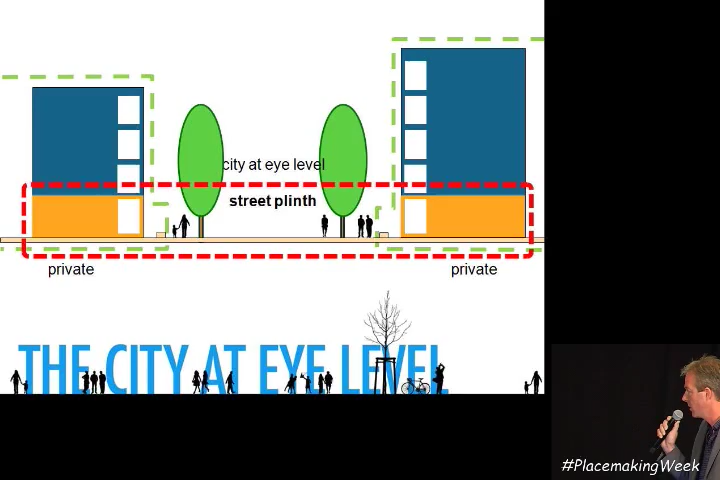 city at eye level
street plinth
private
private
THE CITY AT EYE LEVEL
#PlacemakingWeek